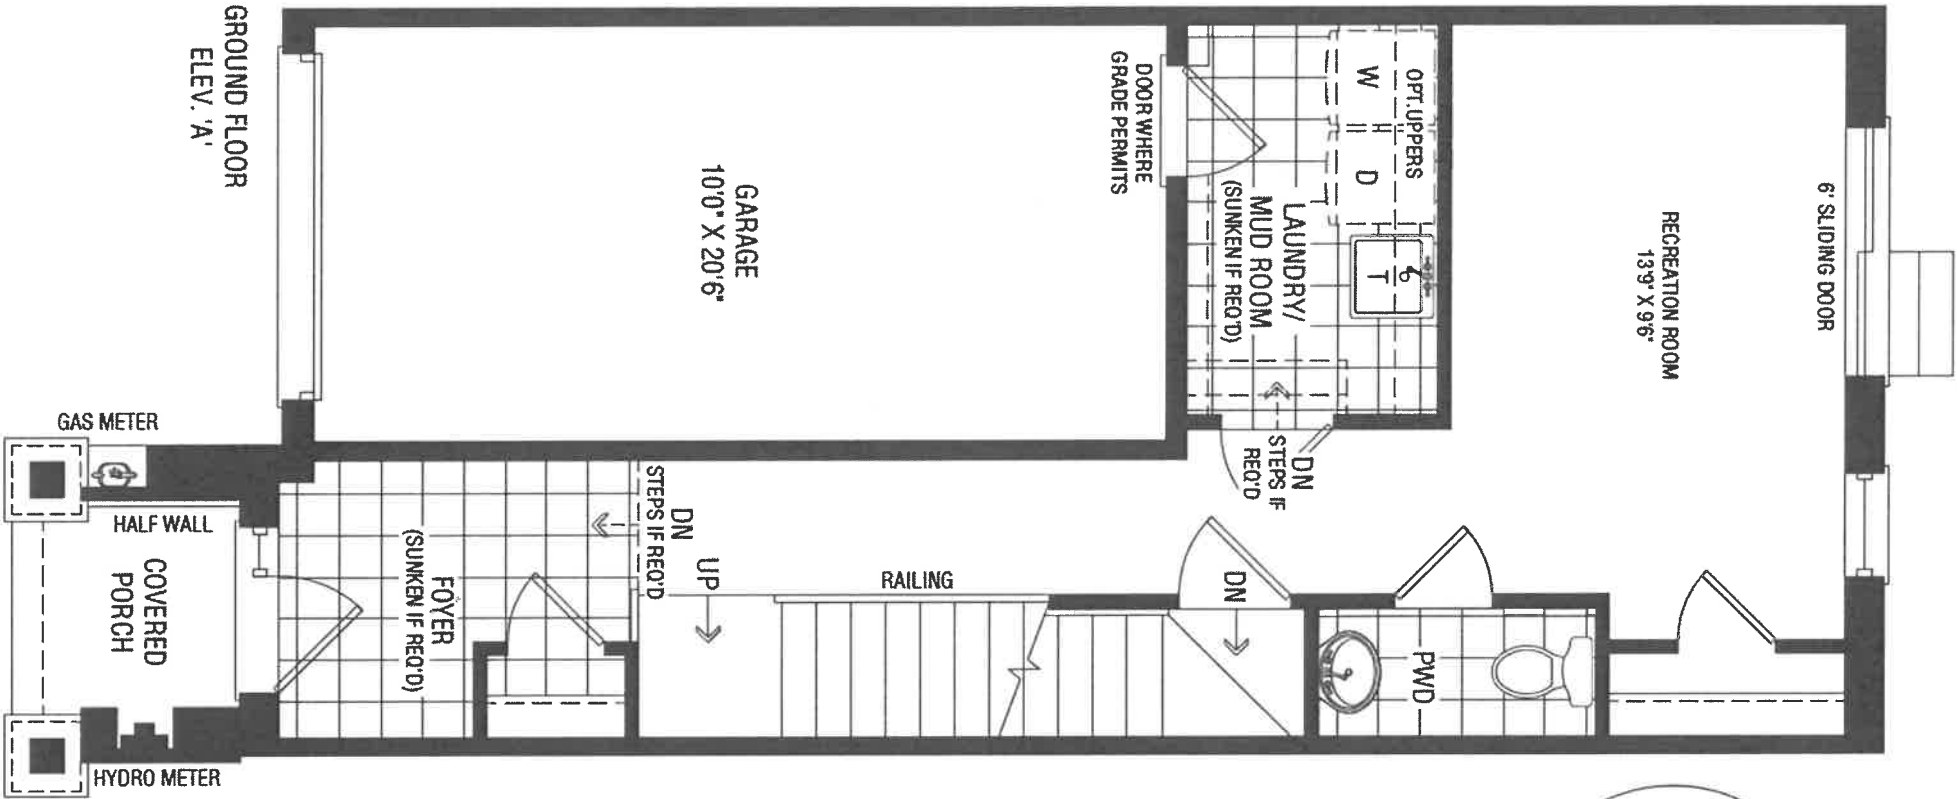 6' SLIDING DOOR
RECREATION ROOM
13'9" X 9'6"
OPT. UPPERS
W
D
T
LAUNDRY/
MUD ROOM
(SUNKEN IF REQ'D)
DOOR WHERE
GRADE PERMITS
DN
STEPS IF
REQ'D
GARAGE
10'0" X 20'6"
PWD
DN
RAILING
UP
DN
STEPS IF REQ'D
FOYER
(SUNKEN IF REQ'D)
GAS METER
HALF WALL
COVERED
PORCH
HYDRO METER
GROUND FLOOR
ELEV. 'A'